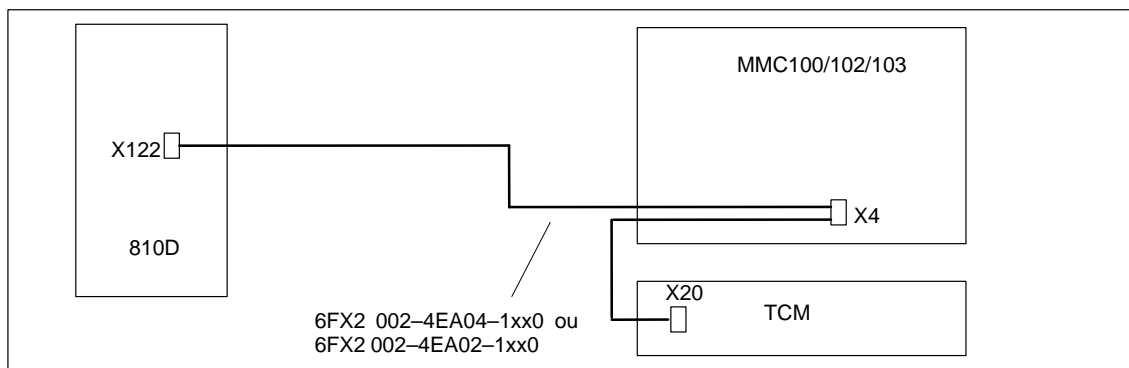 MMC100/102/103
X122
X4
810D
X20
TCM
6FX2 002–4EA04–1xx0 ou
6FX2 002–4EA02–1xx0